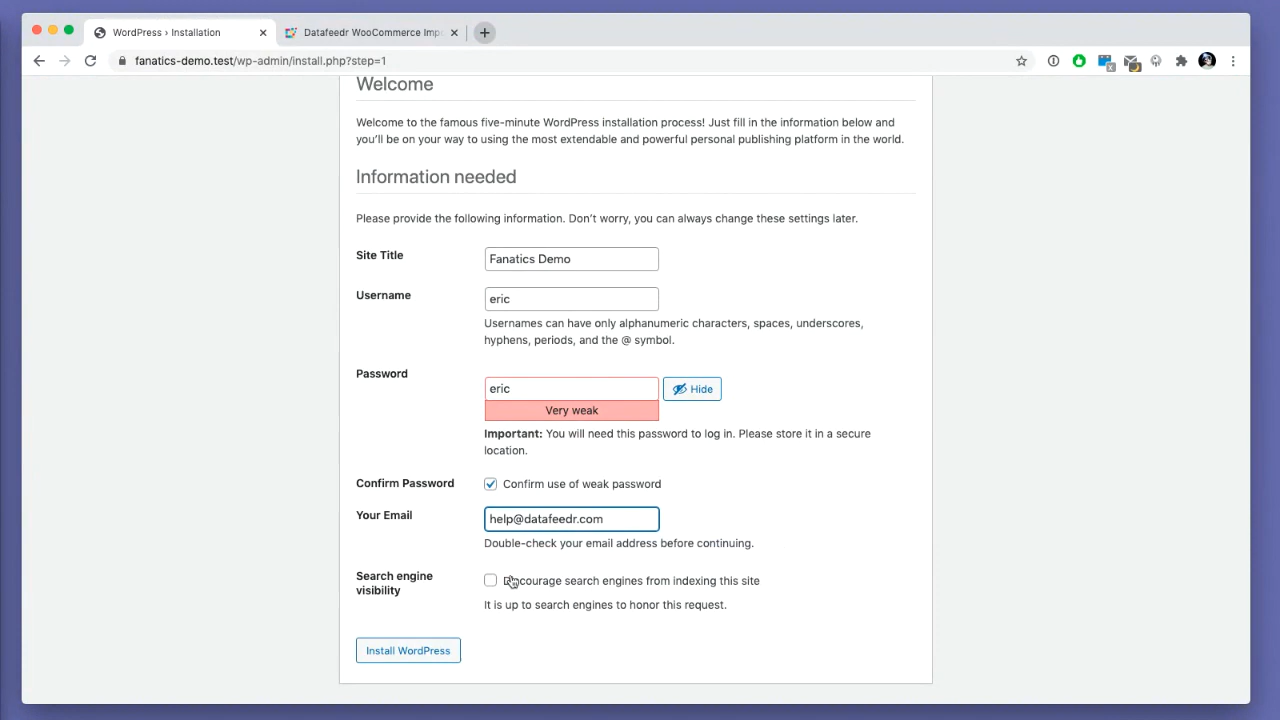 WordPress › Installation
Datafeedr WooCommerce Imp
fanatics-demo.test/wp-admin/install.php?step=1
Welcome
Welcome to the famous five-minute WordPress installation process! Just fill in the information below and
you'll be on your way to using the most extendable and powerful personal publishing platform in the world.
Information needed
Please provide the following information. Don't worry, you can always change these settings later.
Site Title
Fanatics Demo
Username
eric
Usernames can have only alphanumeric characters, spaces, underscores,
hyphens, periods, and the @ symbol.
Password
eric
Hide
Very weak
Important: You will need this password to log in. Please store it in a secure
location.
Confirm Password
Confirm use of weak password
Your Email
help@datafeedr.com
Double-check your email address before continuing.
Search engine
visibility
Discourage search engines from indexing this site
It is up to search engines to honor this request.
Install WordPress